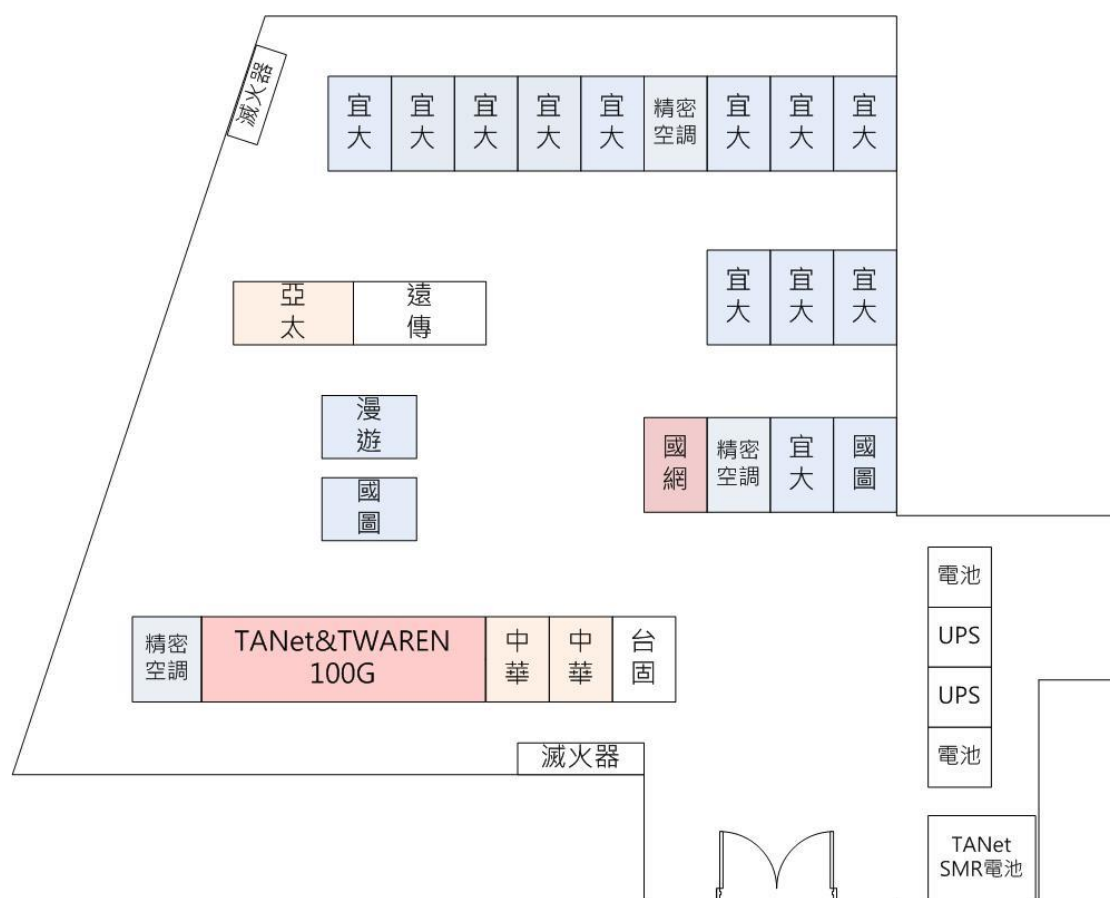 滅火器
宜大
宜大
宜大
宜大
宜大
精密
空調
宜大
宜大
宜大
宜大
宜大
宜大
亞太
遠傳
漫遊
國網
精密
空調
宜大
國圖
國圖
電池
UPS
UPS
電池
精密
空調
TANet&TWAREN
100G
中華
中華
台固
滅火器
TANet
SMR電池